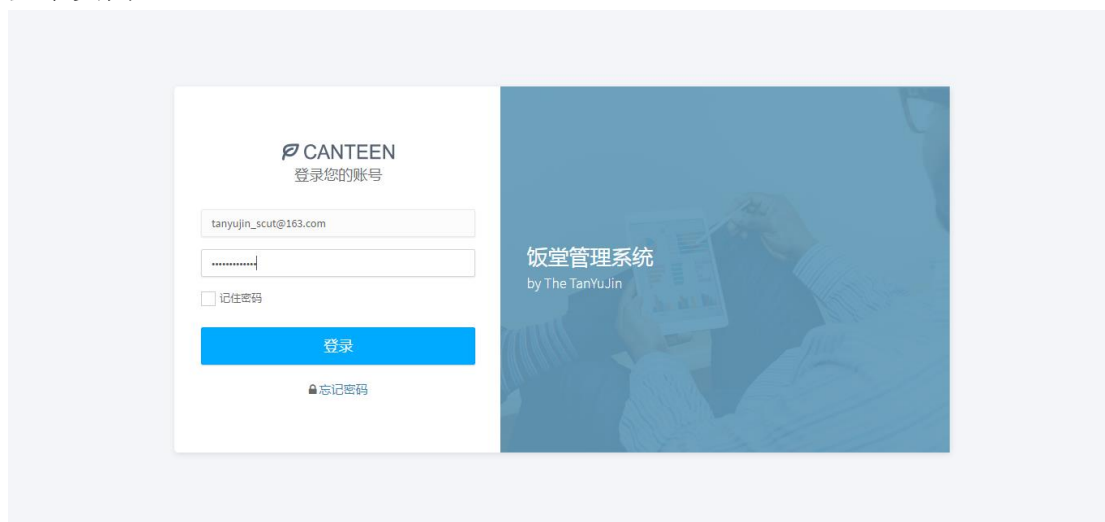 CANTEEN
登录您的账号
tanyujin_scut@163.com
记住密码
登录
忘记密码
饭堂管理系统
by The TanYuJin